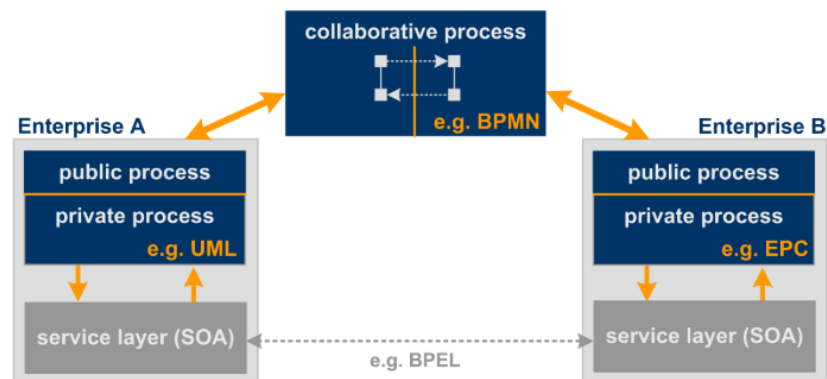 collaborative process
e.g. BPMN
Enterprise A
public process
private process
e.g. UML
service layer (SOA)
Enterprise B
public process
private process
e.g. EPC
service layer (SOA)
e.g. BPEL